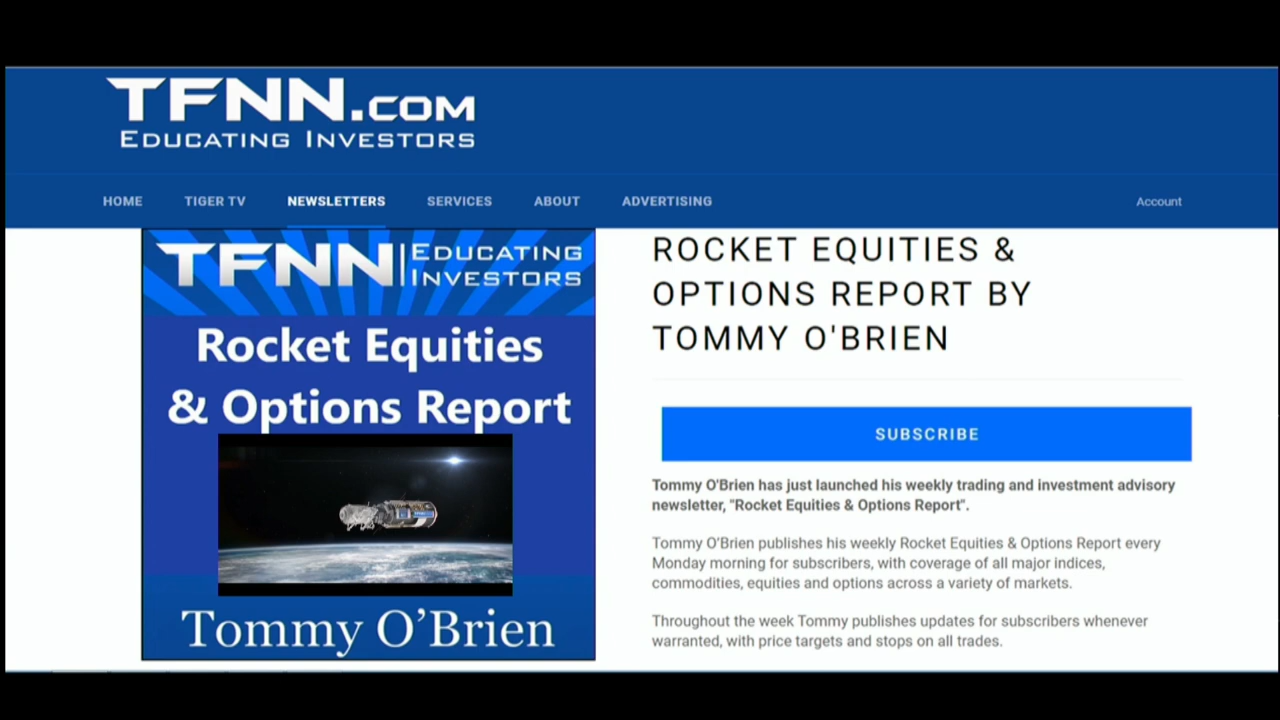 TFNN.COM
EDUCATING INVESTORS
HOME TIGER TV NEWSLETTERS SERVICES ABOUT ADVERTISING Account
TFNN EDUCATING
INVESTORS
Rocket Equities
& Options Report
Tommy O’Brien
ROCKET EQUITIES &
OPTIONS REPORT BY
TOMMY O'BRIEN
SUBSCRIBE
Tommy O'Brien has just launched his weekly trading and investment advisory
newsletter, "Rocket Equities & Options Report".
Tommy O’Brien publishes his weekly Rocket Equities & Options Report every
Monday morning for subscribers, with coverage of all major indices,
commodities, equities and options across a variety of markets.
Throughout the week Tommy publishes updates for subscribers whenever
warranted, with price targets and stops on all trades.